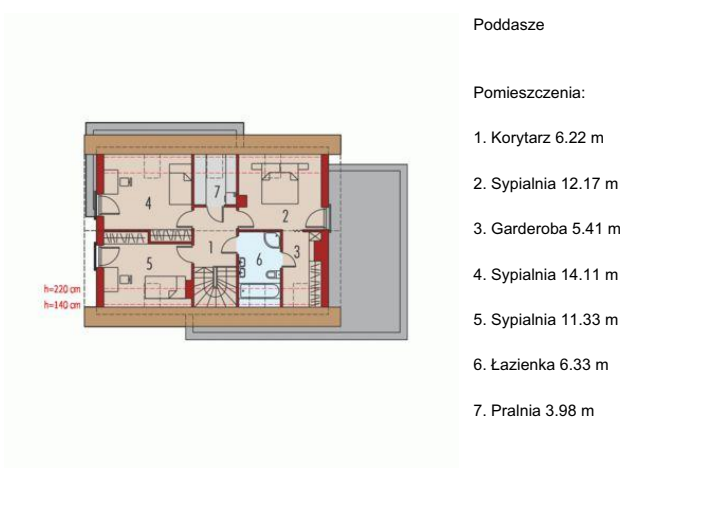 Poddasze
Pomieszczenia:
1. Korytarz 6.22 m
2. Sypialnia 12.17 m
3. Garderoba 5.41 m
4. Sypialnia 14.11 m
5. Sypialnia 11.33 m
6. Łazienka 6.33 m
7. Pralnia 3.98 m
7
4
2
1
6
3
5
h=220 cm
h=140 cm